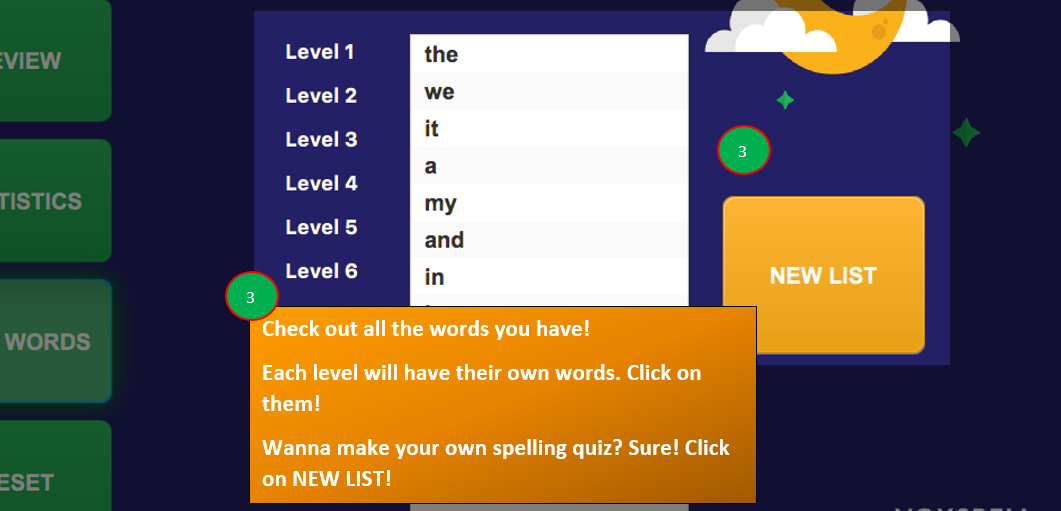 EVIEW
TISTICS
WORDS
ESET
Level 1
Level 2
Level 3
Level 4
Level 5
Level 6
the
we
it
a
my
and
in
3
NEW LIST
3
Check out all the words you have!
Each level will have their own words. Click on
them!
Wanna make your own spelling quiz? Sure! Click
on NEW LIST!